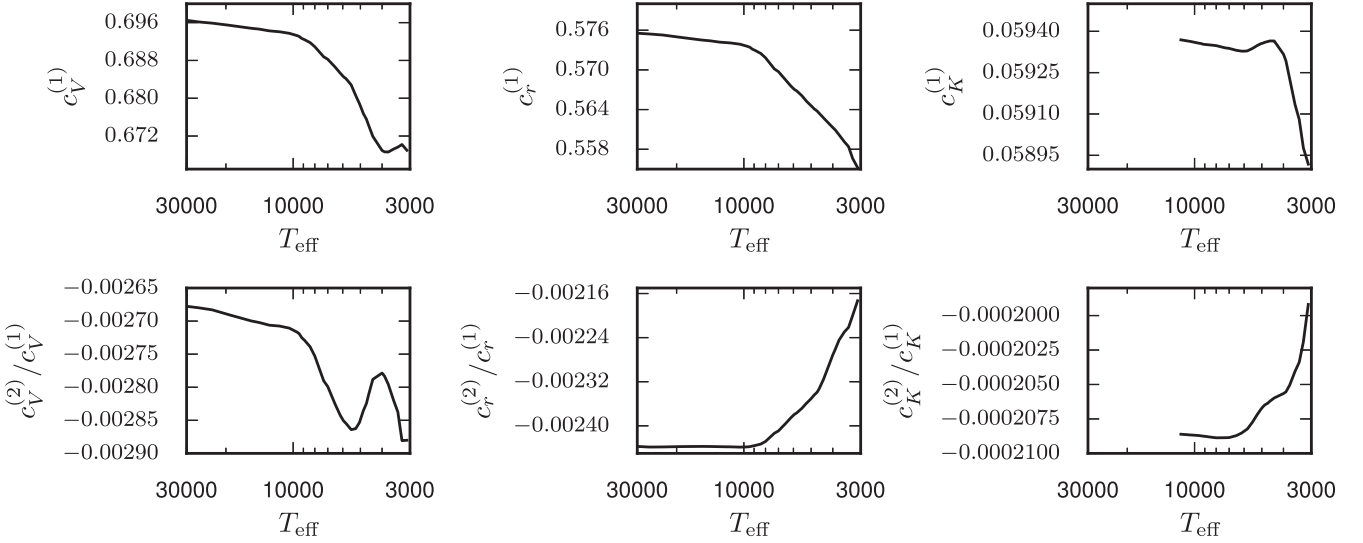 0.696
0.688
0.680
0.672
c_V^(1)
30000 10000 3000
T_eff
0.576
0.570
0.564
0.558
c_r^(1)
30000 10000 3000
T_eff
0.05940
0.05925
0.05910
0.05895
c_K^(1)
30000 10000 3000
T_eff
−0.00265
−0.00270
−0.00275
−0.00280
−0.00285
−0.00290
c_V^(2)/c_V^(1)
30000 10000 3000
T_eff
−0.00216
−0.00224
−0.00232
−0.00240
c_r^(2)/c_r^(1)
30000 10000 3000
T_eff
−0.0002000
−0.0002025
−0.0002050
−0.0002075
−0.0002100
c_K^(2)/c_K^(1)
30000 10000 3000
T_eff